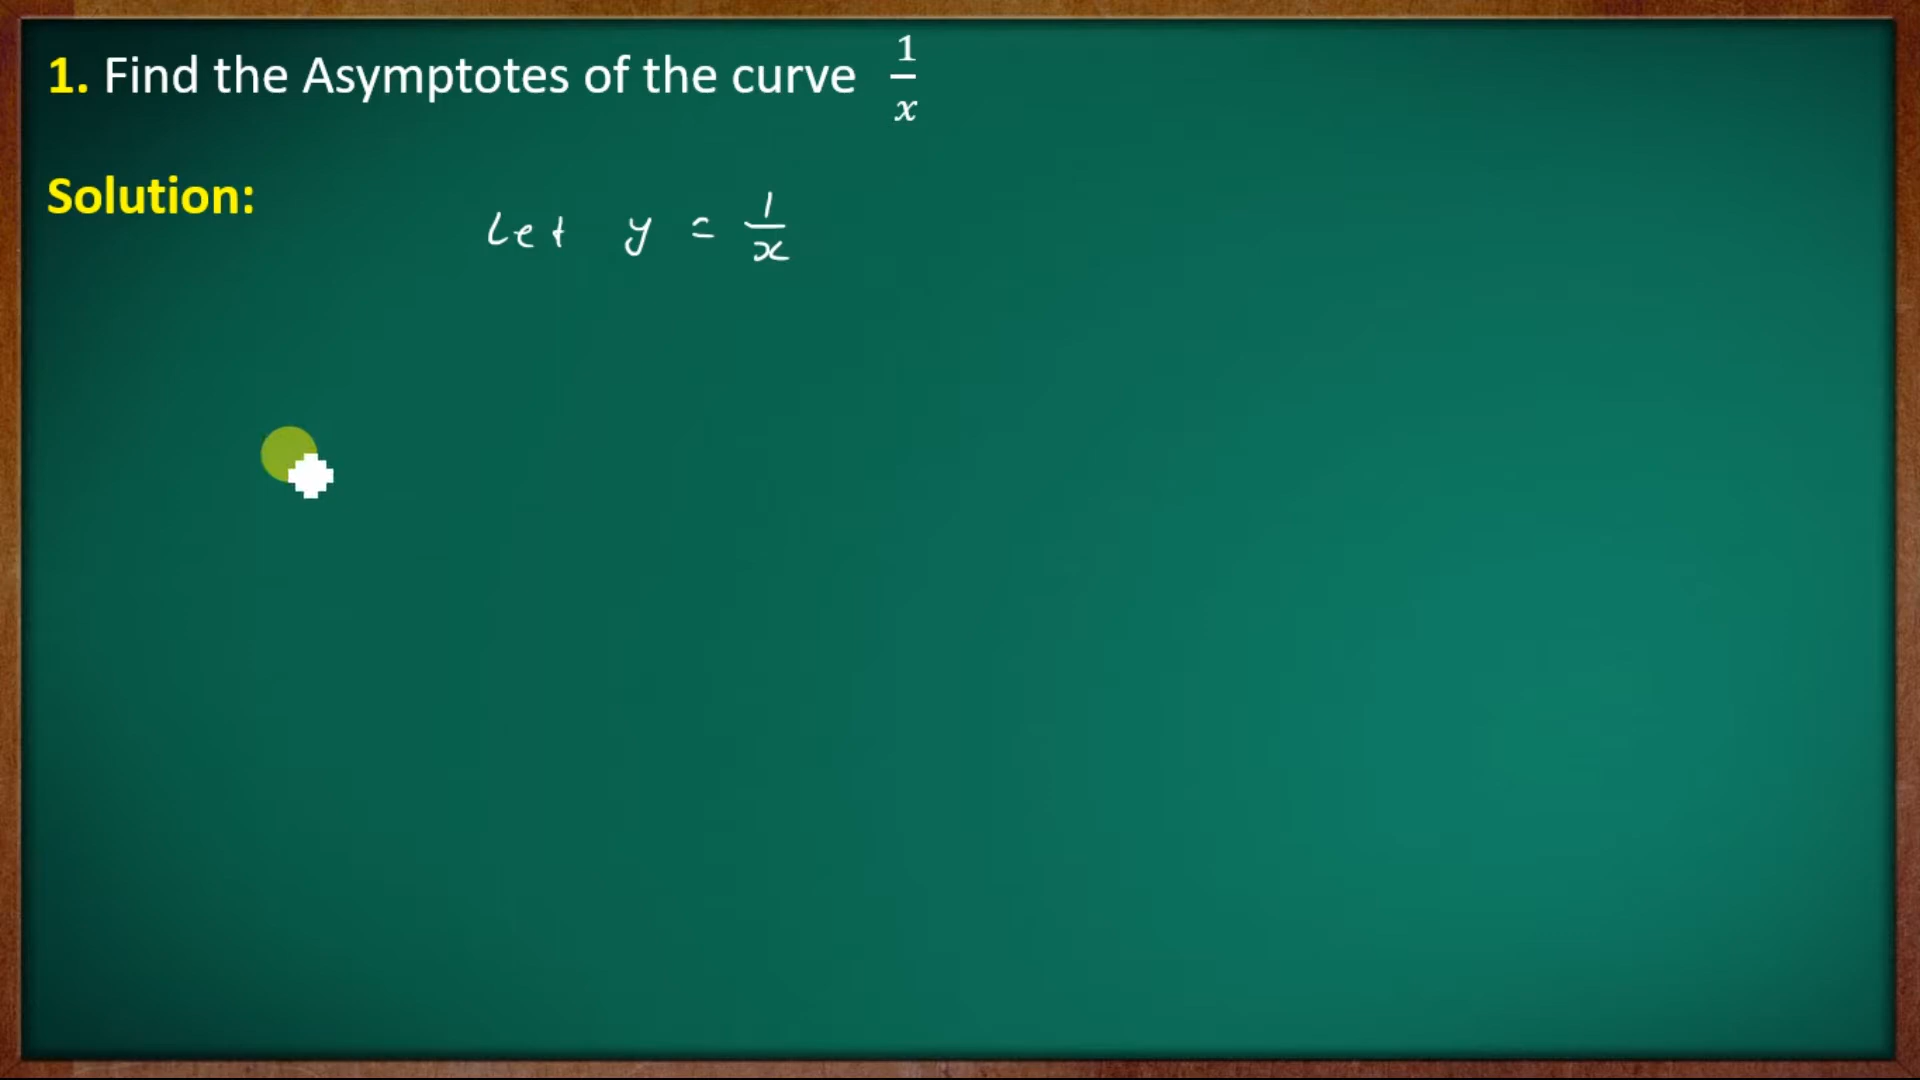 1. Find the Asymptotes of the curve 1/x
Solution:
Let y = 1/x